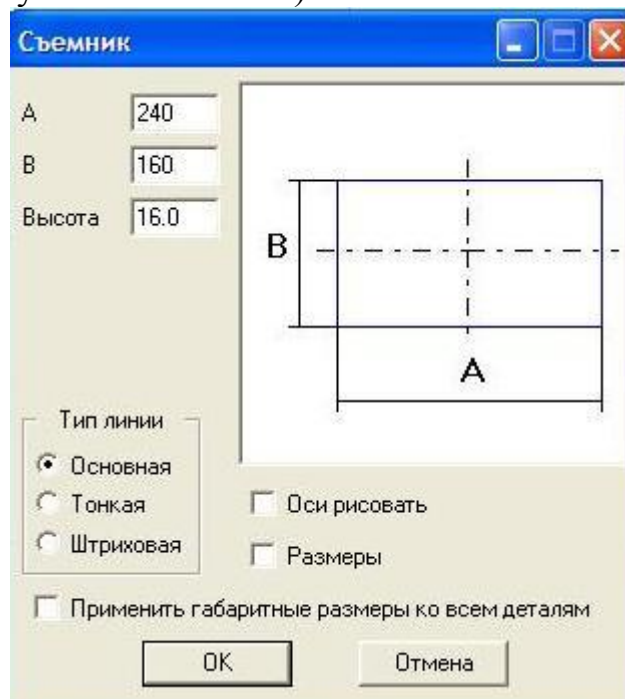 Съемник
А 240
В 160
Высота 16.0
B
A
Тип линии
Основная
Тонкая
Штриховая
Оси рисовать
Размеры
Применить габаритные размеры ко всем деталям
OK
Отмена